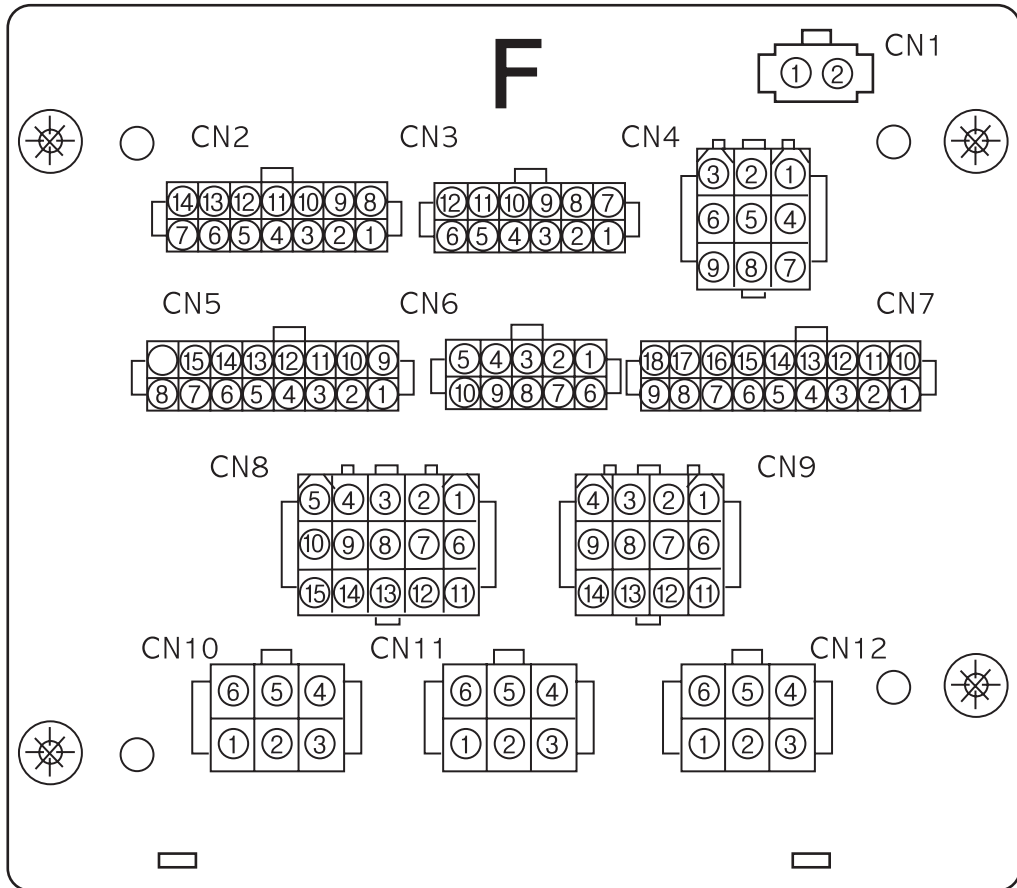 F
CN1
1 2
CN2 CN3 CN4
14 13 12 11 10 9 8
7 6 5 4 3 2 1
12 11 10 9 8 7
6 5 4 3 2 1
3 2 1
6 5 4
9 8 7
CN5 CN6 CN7
15 14 13 12 11 10 9
8 7 6 5 4 3 2 1
5 4 3 2 1
10 9 8 7 6
18 17 16 15 14 13 12 11 10
9 8 7 6 5 4 3 2 1
CN8 CN9
5 4 3 2 1
10 9 8 7 6
15 14 13 12 11
4 3 2 1
9 8 7 6
14 13 12 11
CN10 CN11 CN12
6 5 4
1 2 3
6 5 4
1 2 3
6 5 4
1 2 3